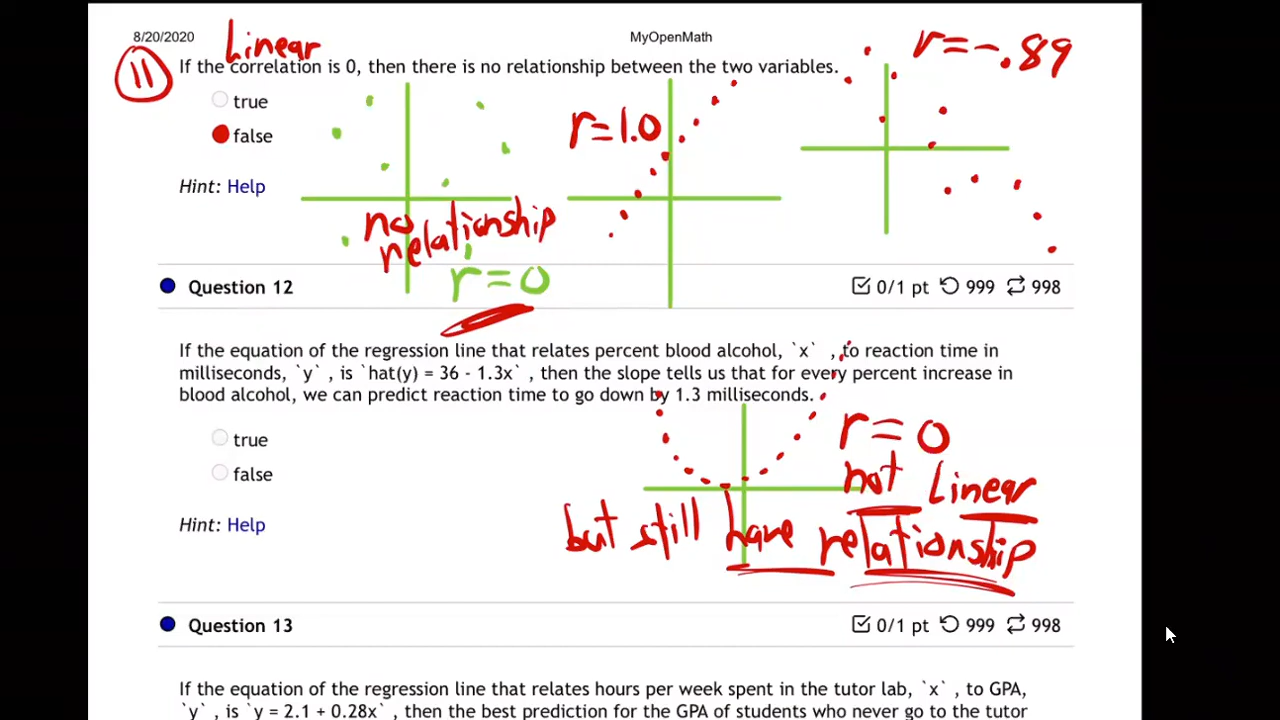 8/20/2020
MyOpenMath
11
Linear
r=-.89
If the correlation is 0, then there is no relationship between the two variables.
true
r=1.0
false
Hint: Help
no
relationship
r=0
Question 12
0/1 pt 999 998
If the equation of the regression line that relates percent blood alcohol, `x` , to reaction time in
milliseconds, `y` , is `hat(y) = 36 - 1.3x` , then the slope tells us that for every percent increase in
blood alcohol, we can predict reaction time to go down by 1.3 milliseconds.
true
r=0
false
not Linear
Hint: Help
but still have relationship
Question 13
0/1 pt 999 998
If the equation of the regression line that relates hours per week spent in the tutor lab, `x` , to GPA,
`y` , is `y = 2.1 + 0.28x` , then the best prediction for the GPA of students who never go to the tutor